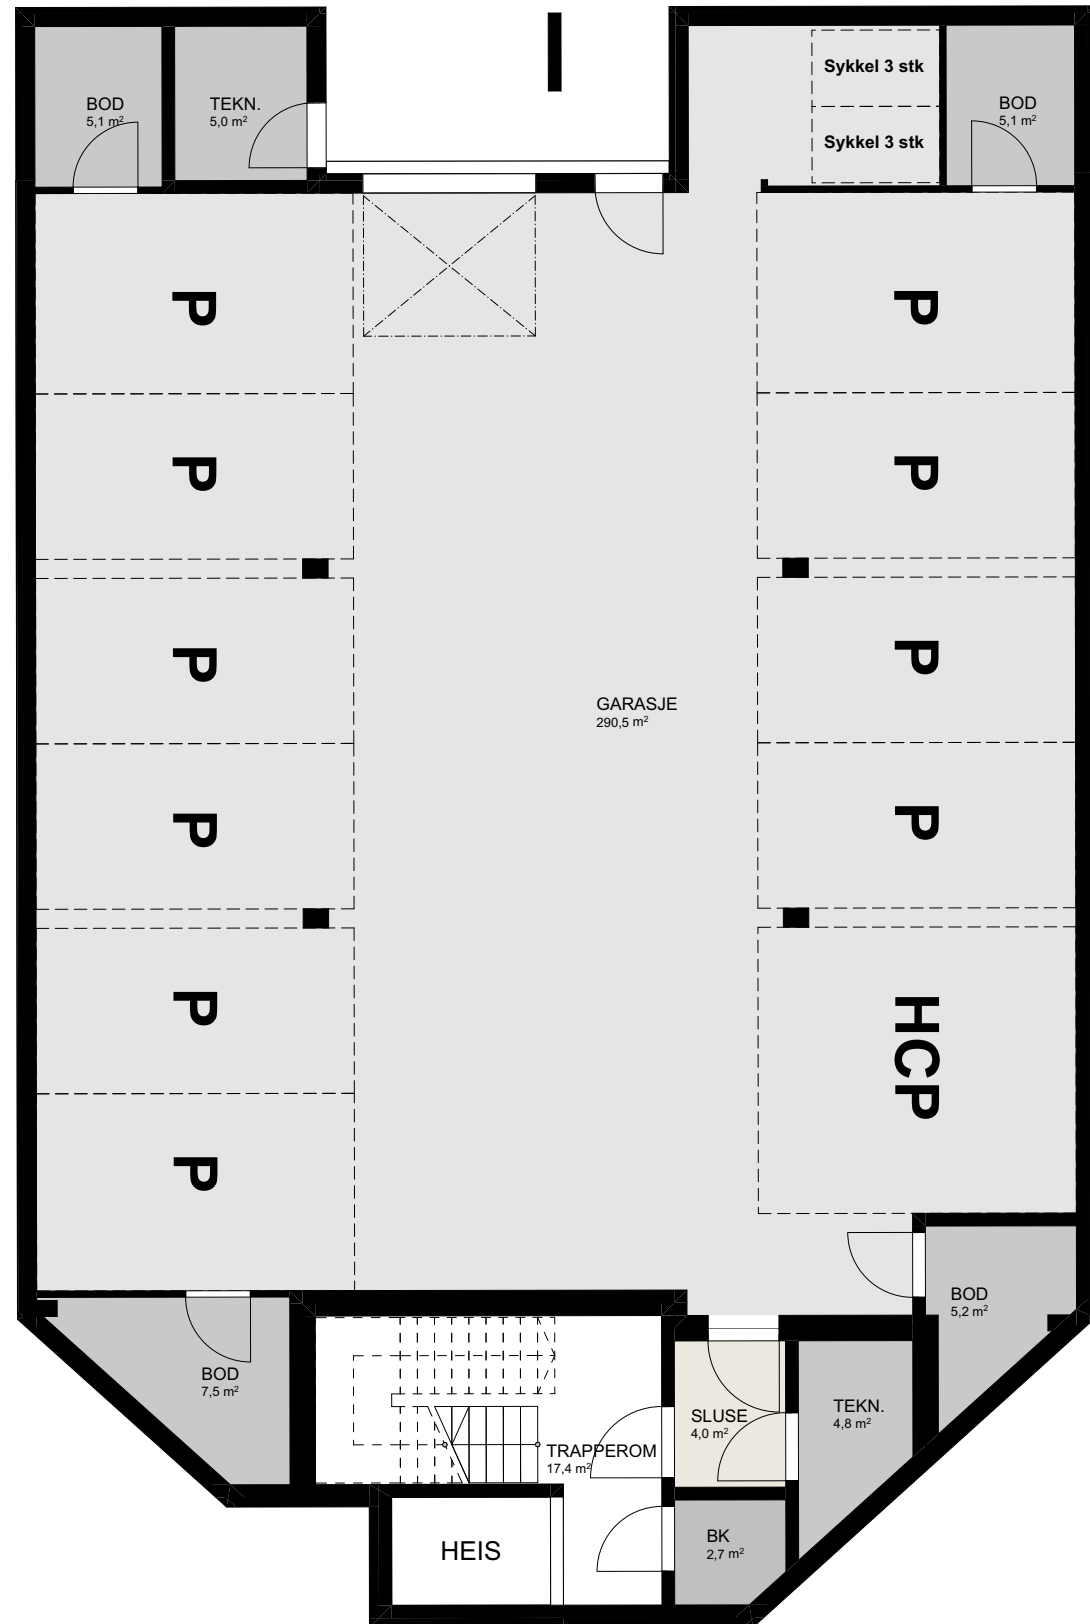 BOD
5,1 m²
TEKN.
5,0 m²
Sykkel 3 stk
Sykkel 3 stk
BOD
5,1 m²
P
P
P
P
P
P
P
P
GARASJE
290,5 m²
P
P
HCP
P
P
BOD
5,2 m²
BOD
7,5 m²
TRAPPEROM
17,4 m²
SLUSE
4,0 m²
TEKN.
4,8 m²
HEIS
BK
2,7 m²